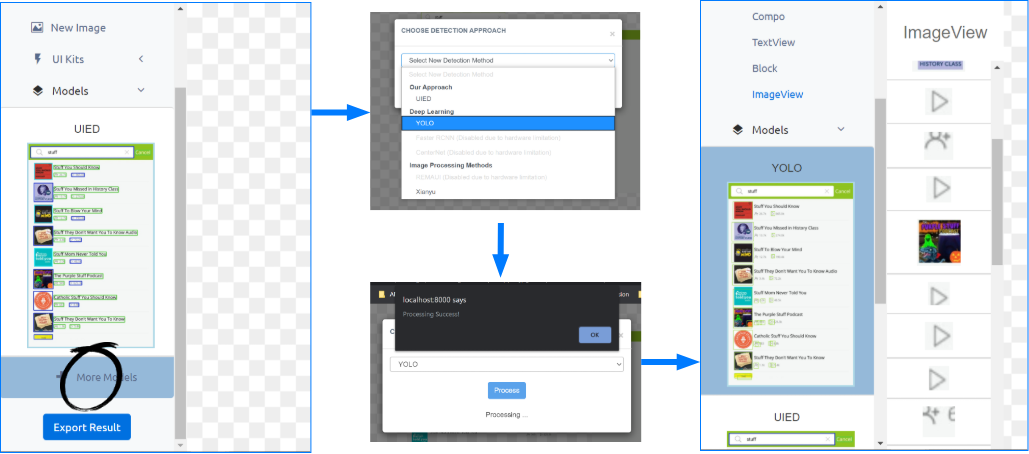 New Image
UI Kits
Models
UIED
stuff
Cancel
Stuff You Should Know
Stuff You Missed in History Class
Stuff To Blow Your Mind
Stuff They Don't Want You To Know Audio
Stuff Mom Never Told You
The Purple Stuff Podcast
Catholic Stuff You Should Know
Stuff They Don't Want You To Know
More Models
Export Result
CHOOSE DETECTION APPROACH
Select New Detection Method
Select New Detection Method
Our Approach
UIED
Deep Learning
YOLO
Faster RCNN (Disabled due to hardware limitation)
CenterNet (Disabled due to hardware limitation)
Image Processing Methods
REMAUI (Disabled due to hardware limitation)
Xianyu
localhost:8000 says
Processing Success!
OK
YOLO
Process
Processing ...
Compo
TextView
Block
ImageView
Models
YOLO
stuff
Cancel
Stuff You Should Know
Stuff You Missed in History Class
Stuff To Blow Your Mind
Stuff They Don't Want You To Know Audio
Stuff Mom Never Told You
The Purple Stuff Podcast
Catholic Stuff You Should Know
Stuff They Don't Want You To Know
UIED
stuff
Cancel
ImageView
HISTORY CLASS